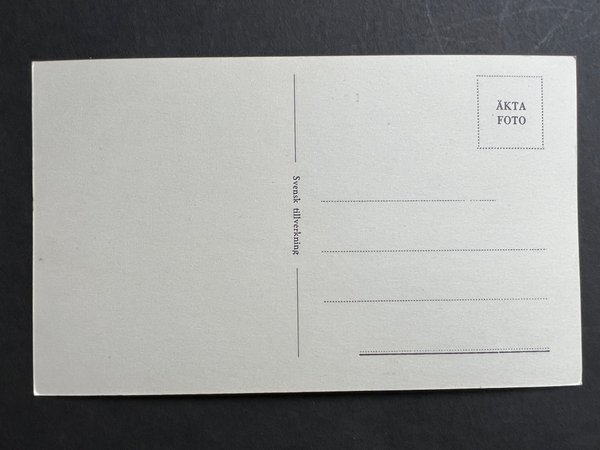 ÄKTA
FOTO
Svensk tillverkning